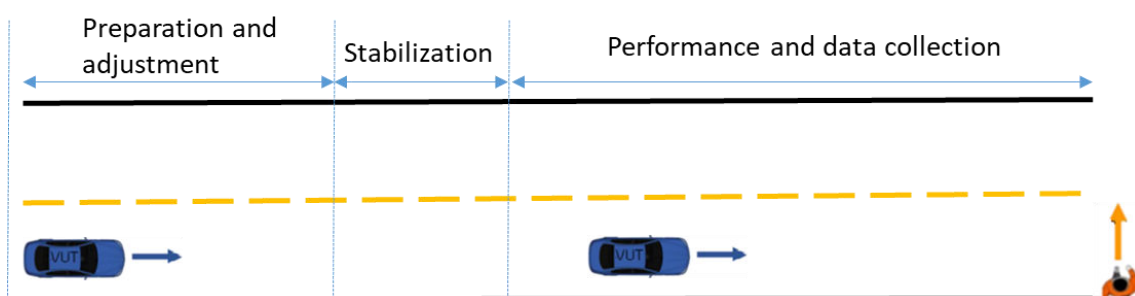 Preparation and
adjustment
Stabilization
Performance and data collection
VUT
VUT